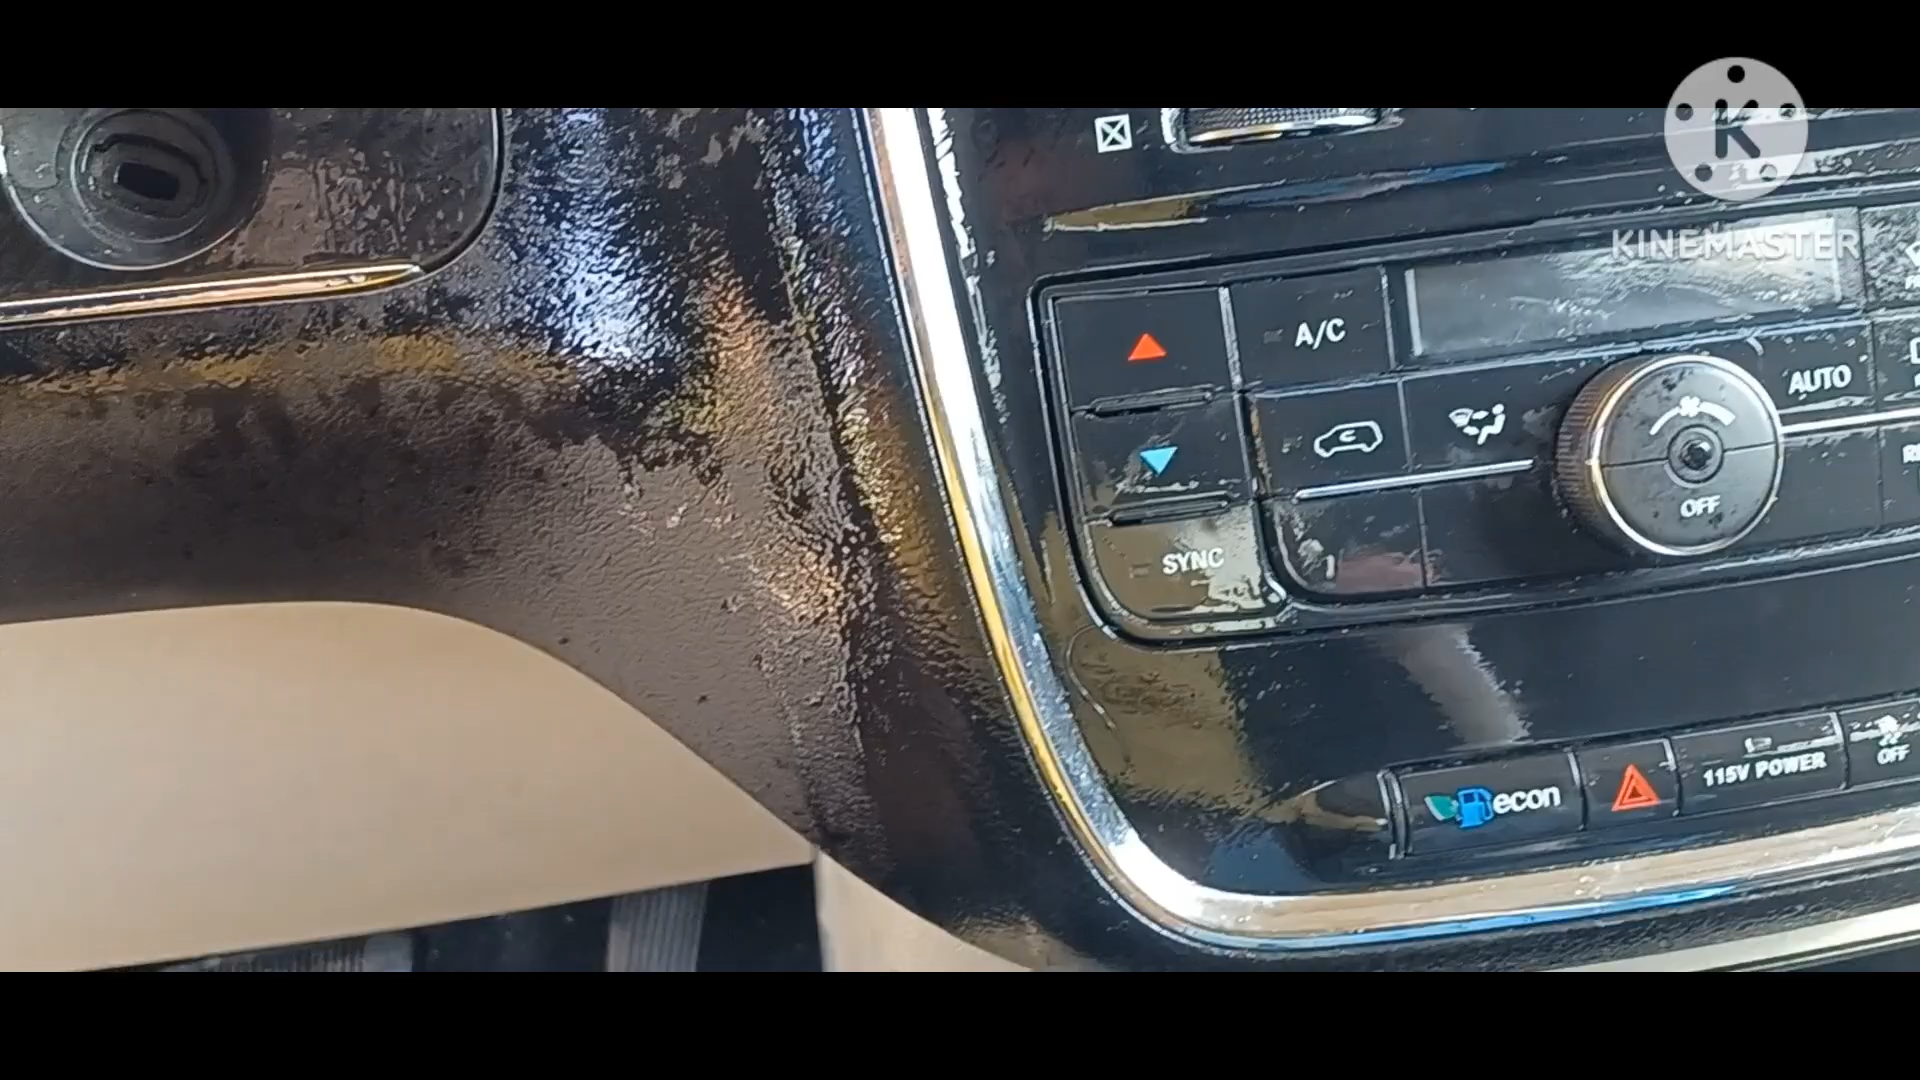 K
KINEMASTER
A/C
AUTO
OFF
SYNC
econ
115V POWER
OFF